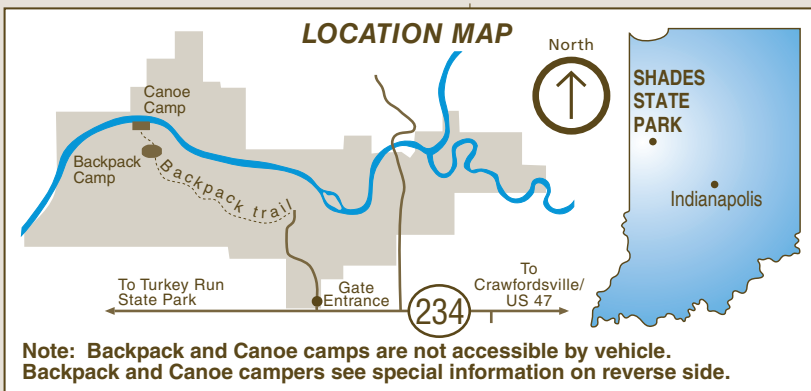 LOCATION MAP
North
Canoe
Camp
Backpack
Camp
Backpack trail
SHADES
STATE
PARK
Indianapolis
To Turkey Run
State Park
Gate
Entrance
234
To
Crawfordsville/
US 47
Note: Backpack and Canoe camps are not accessible by vehicle.
Backpack and Canoe campers see special information on reverse side.